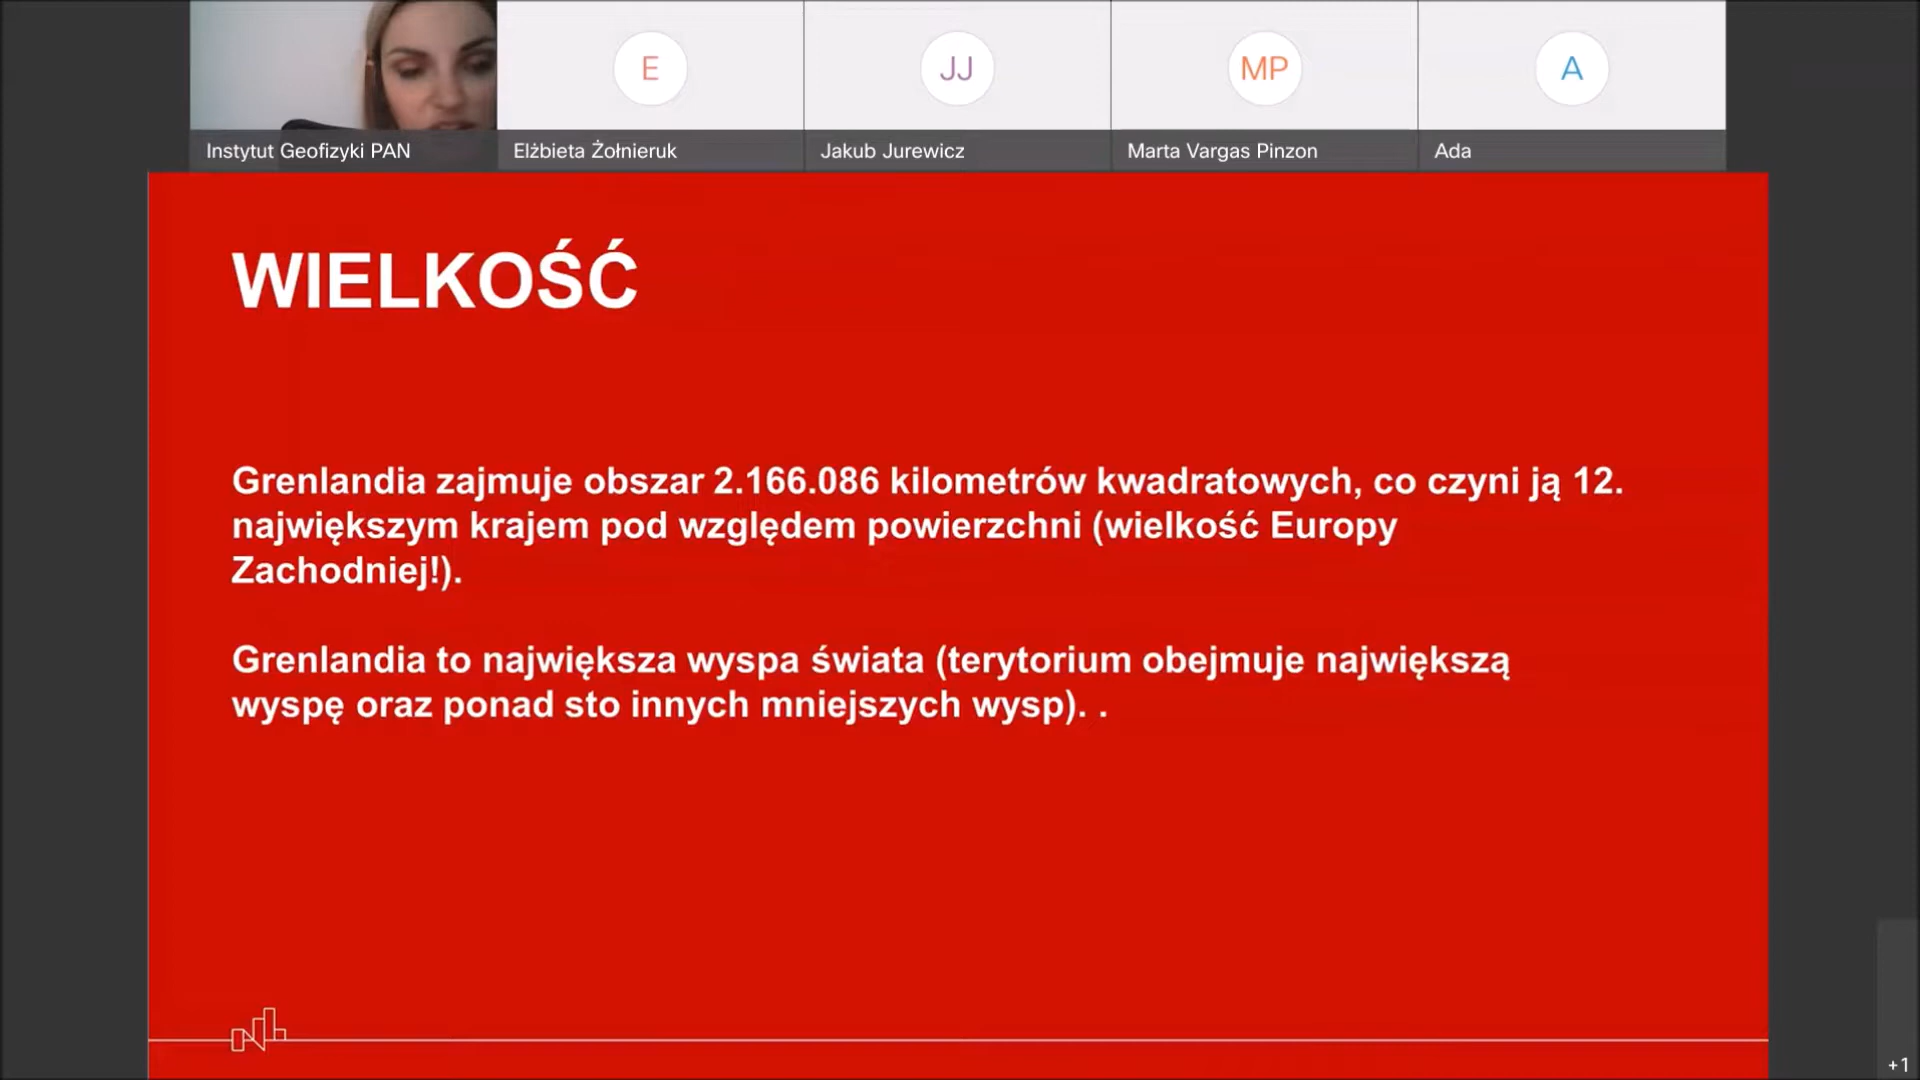 E
JJ
MP
A
Instytut Geofizyki PAN
Elżbieta Żołnieruk
Jakub Jurewicz
Marta Vargas Pinzon
Ada
WIELKOŚĆ
Grenlandia zajmuje obszar 2.166.086 kilometrów kwadratowych, co czyni ją 12.
największym krajem pod względem powierzchni (wielkość Europy
Zachodniej!).
Grenlandia to największa wyspa świata (terytorium obejmuje największą
wyspę oraz ponad sto innych mniejszych wysp). .
+1